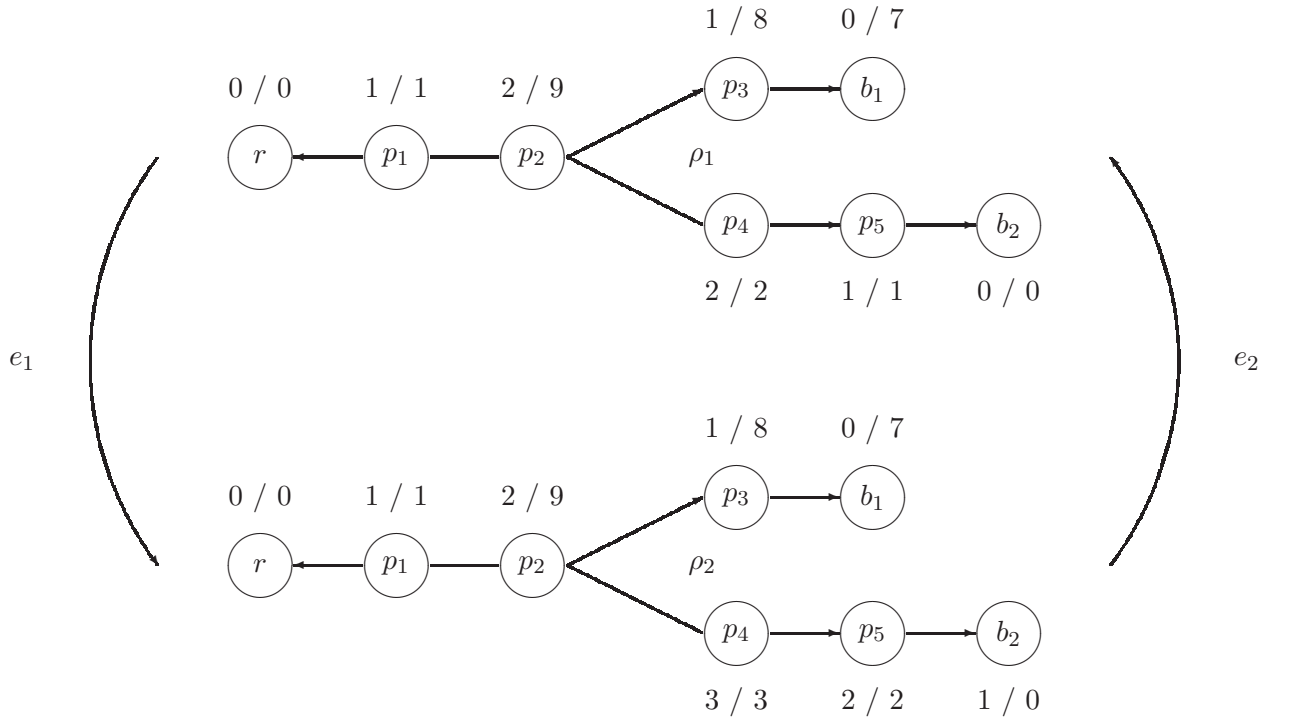 1 / 8 0 / 7
0 / 0 1 / 1 2 / 9
p₃ b₁
r p₁ p₂ ρ₁
p₄ p₅ b₂
2 / 2 1 / 1 0 / 0
e₁ e₂
1 / 8 0 / 7
0 / 0 1 / 1 2 / 9
p₃ b₁
r p₁ p₂ ρ₂
p₄ p₅ b₂
3 / 3 2 / 2 1 / 0